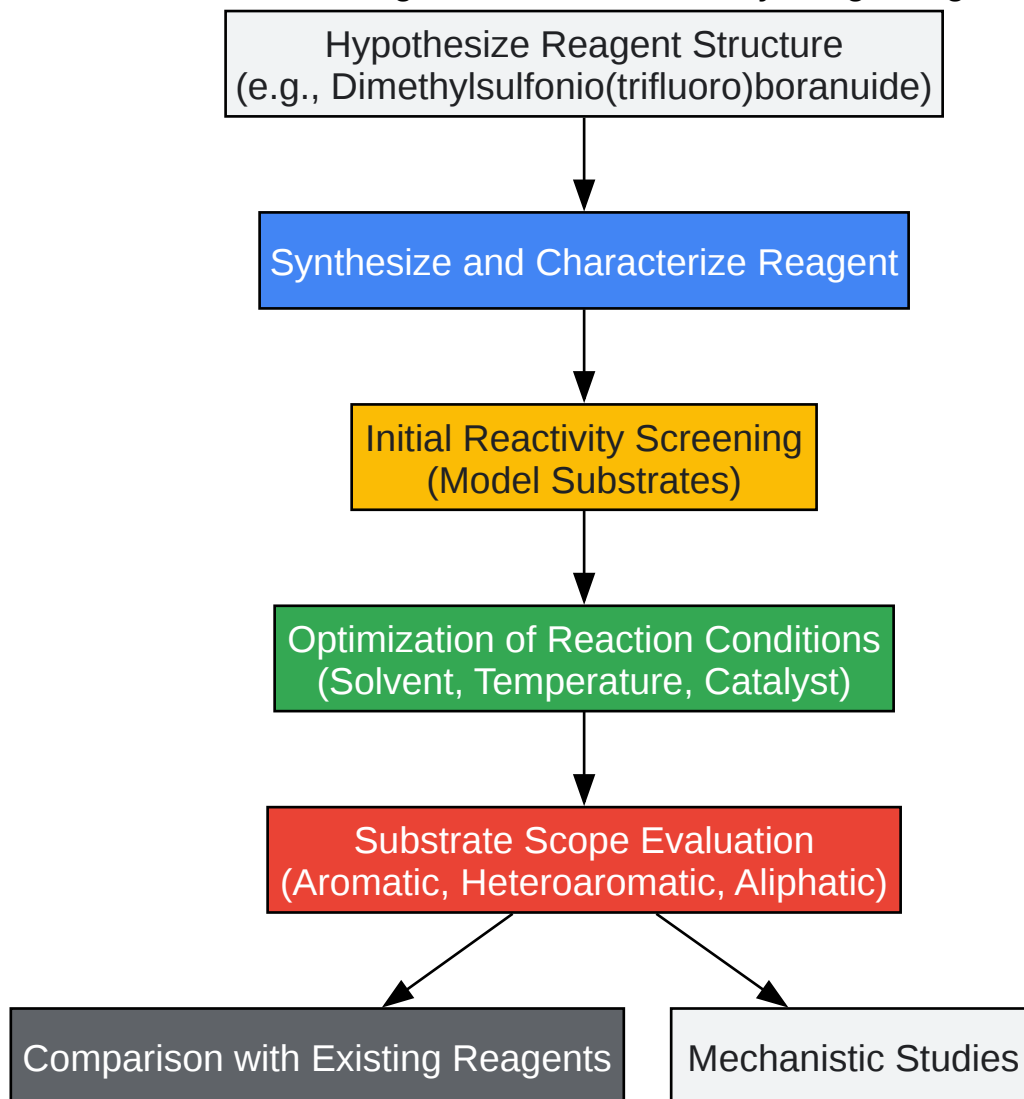 Hypothesize Reagent Structure
(e.g., Dimethylsulfonio(trifluoro)boranuide)
Synthesize and Characterize Reagent
Initial Reactivity Screening
(Model Substrates)
Optimization of Reaction Conditions
(Solvent, Temperature, Catalyst)
Substrate Scope Evaluation
(Aromatic, Heteroaromatic, Aliphatic)
Comparison with Existing Reagents
Mechanistic Studies